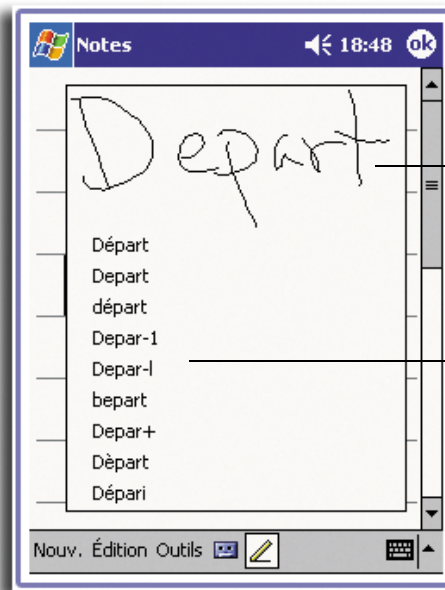 Notes 18:48 ok
Depart
Départ
Depart
départ
Depar-1
Depar-l
bepart
Depar+
Dèpart
Dépari
Nouv. Édition Outils